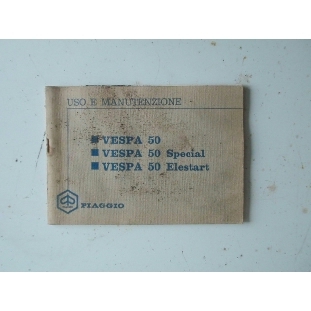 USO E MANUTENZIONE
VESPA 50
VESPA 50 Special
VESPA 50 Elestart
PIAGGIO